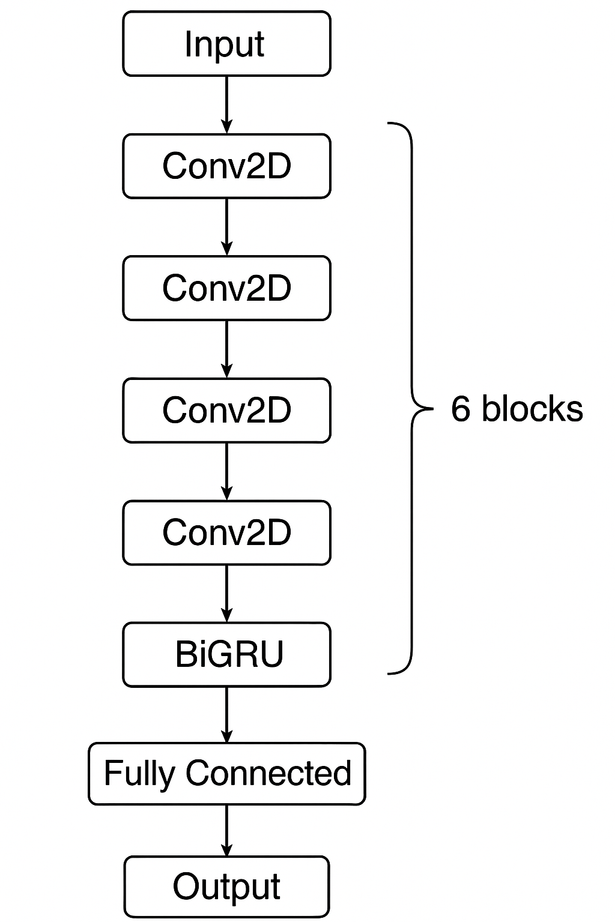 Input
Conv2D
Conv2D
Conv2D
6 blocks
Conv2D
BiGRU
Fully Connected
Output